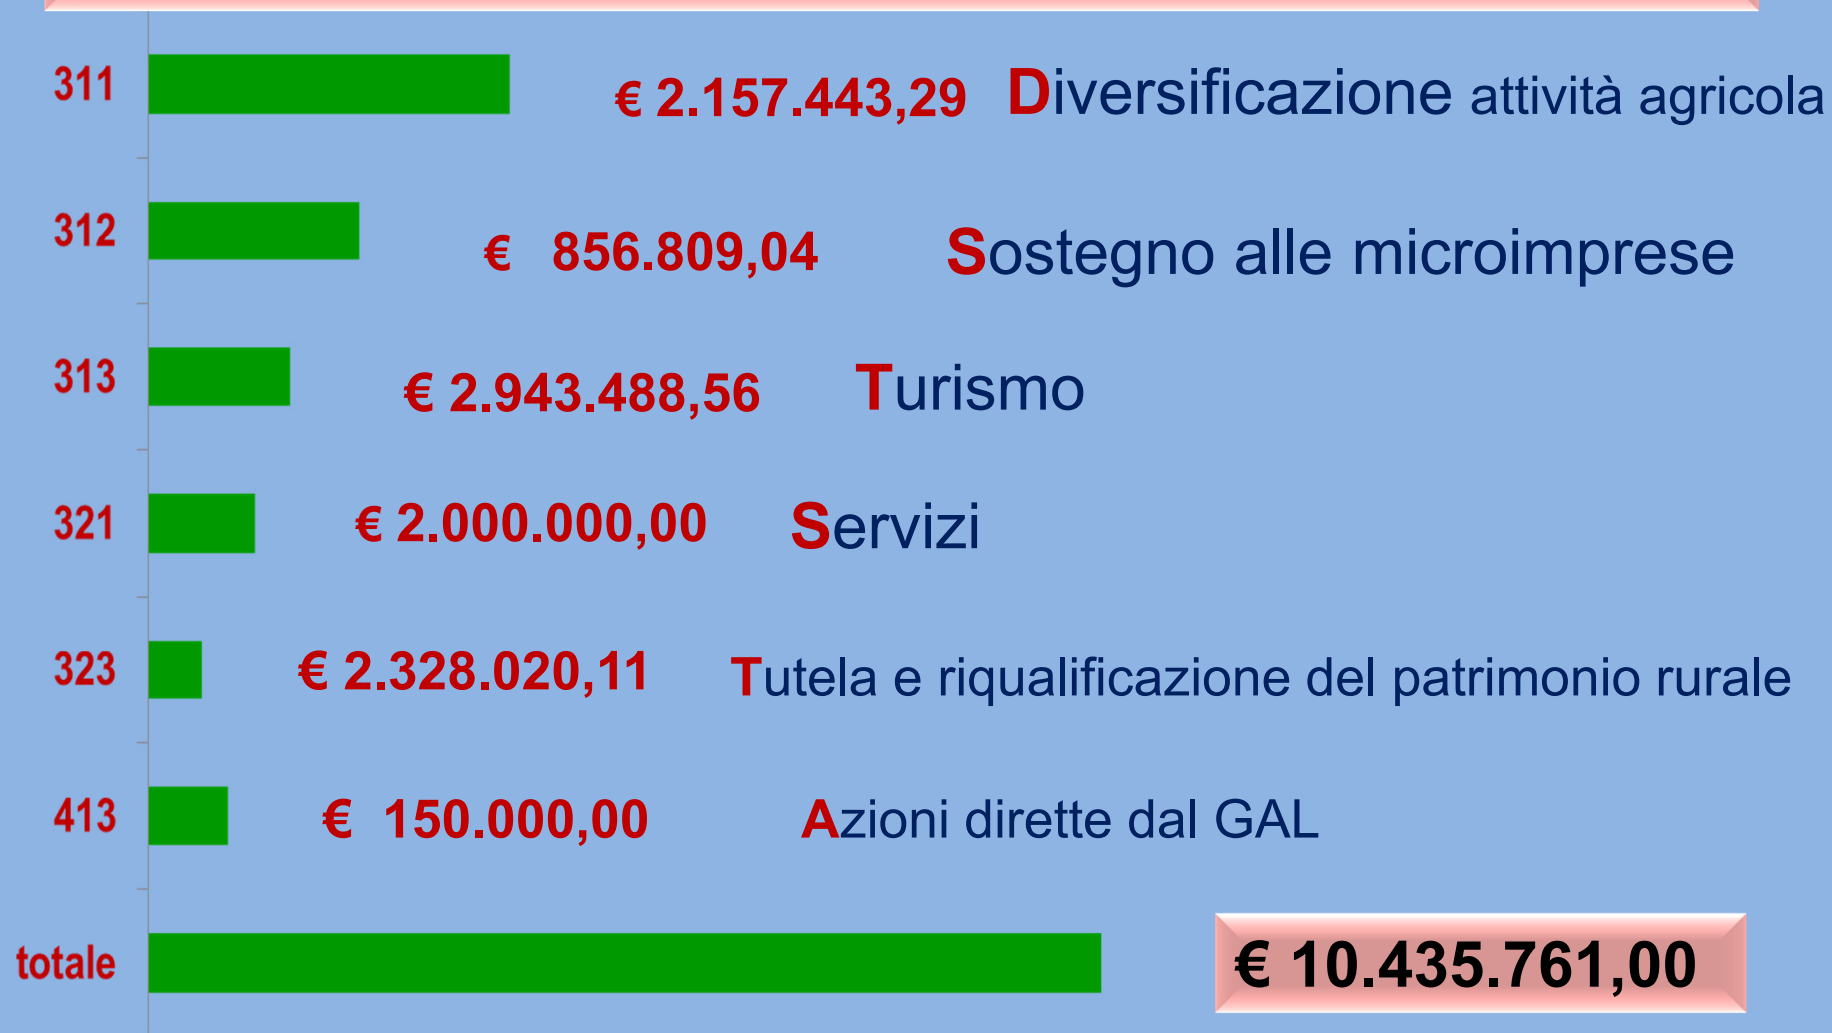 311 € 2.157.443,29 Diversificazione attività agricola
312 € 856.809,04 Sostegno alle microimprese
313 € 2.943.488,56 Turismo
321 € 2.000.000,00 Servizi
323 € 2.328.020,11 Tutela e riqualificazione del patrimonio rurale
413 € 150.000,00 Azioni dirette dal GAL
totale € 10.435.761,00